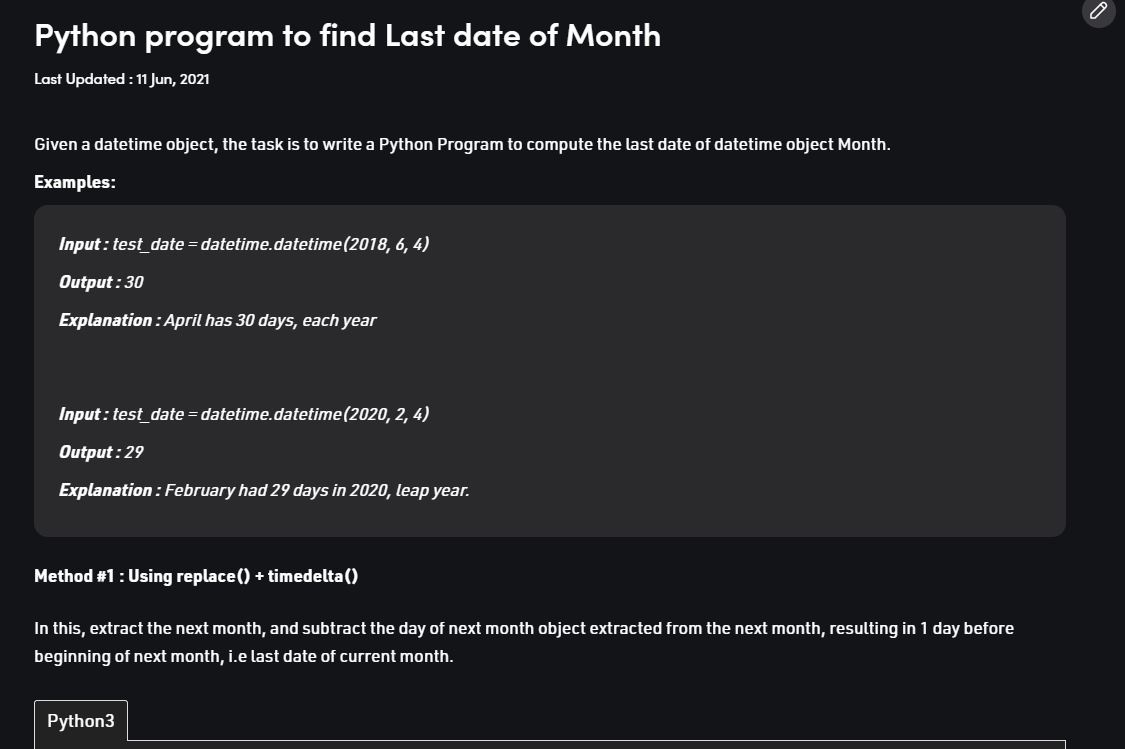 Python program to find Last date of Month
Last Updated : 11 Jun, 2021
Given a datetime object, the task is to write a Python Program to compute the last date of datetime object Month.
Examples:
Input : test_date = datetime.datetime(2018, 6, 4)
Output : 30
Explanation : April has 30 days, each year
Input : test_date = datetime.datetime(2020, 2, 4)
Output : 29
Explanation : February had 29 days in 2020, leap year.
Method #1 : Using replace() + timedelta()
In this, extract the next month, and subtract the day of next month object extracted from the next month, resulting in 1 day before
beginning of next month, i.e last date of current month.
Python3